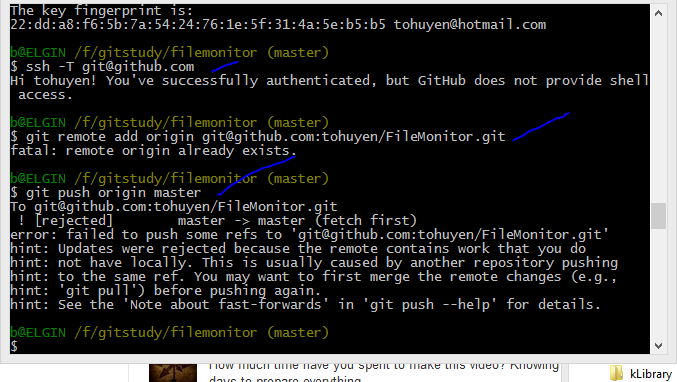 The key fingerprint is:
22:dd:a8:f6:5b:7a:54:24:76:1e:5f:31:4a:5e:b5:b5 tohuyen@hotmail.com
b@ELGIN /f/gitstudy/filemonitor (master)
$ ssh -T git@github.com
Hi tohuyen! You've successfully authenticated, but GitHub does not provide shell
access.
b@ELGIN /f/gitstudy/filemonitor (master)
$ git remote add origin git@github.com:tohuyen/FileMonitor.git
fatal: remote origin already exists.
b@ELGIN /f/gitstudy/filemonitor (master)
$ git push origin master
To git@github.com:tohuyen/FileMonitor.git
! [rejected] master -> master (fetch first)
error: failed to push some refs to 'git@github.com:tohuyen/FileMonitor.git'
hint: Updates were rejected because the remote contains work that you do
hint: not have locally. This is usually caused by another repository pushing
hint: to the same ref. You may want to first merge the remote changes (e.g.,
hint: 'git pull') before pushing again.
hint: See the 'Note about fast-forwards' in 'git push --help' for details.
b@ELGIN /f/gitstudy/filemonitor (master)
$
How much time have you spent to make this video? Knowing
days to prepare everything
kLibrary